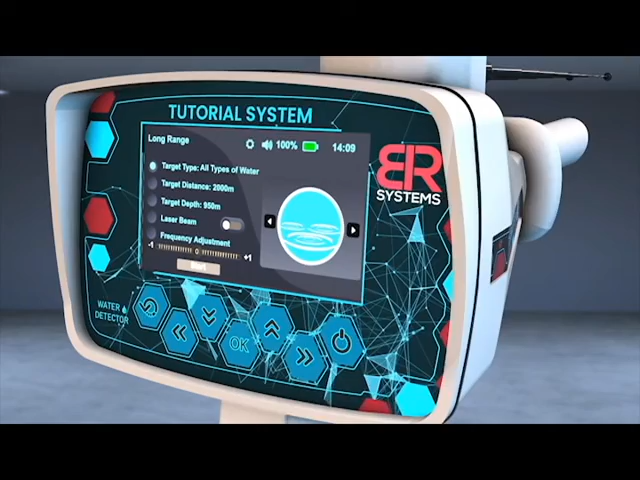 TUTORIAL SYSTEM
Long Range
100%
14:09
Target Type: All Types of Water
Target Distance: 2000m
Target Depth: 950m
Laser Beam
Frequency Adjustment
-1
0
+1
Start
BR
SYSTEMS
WATER
DETECTOR
OK